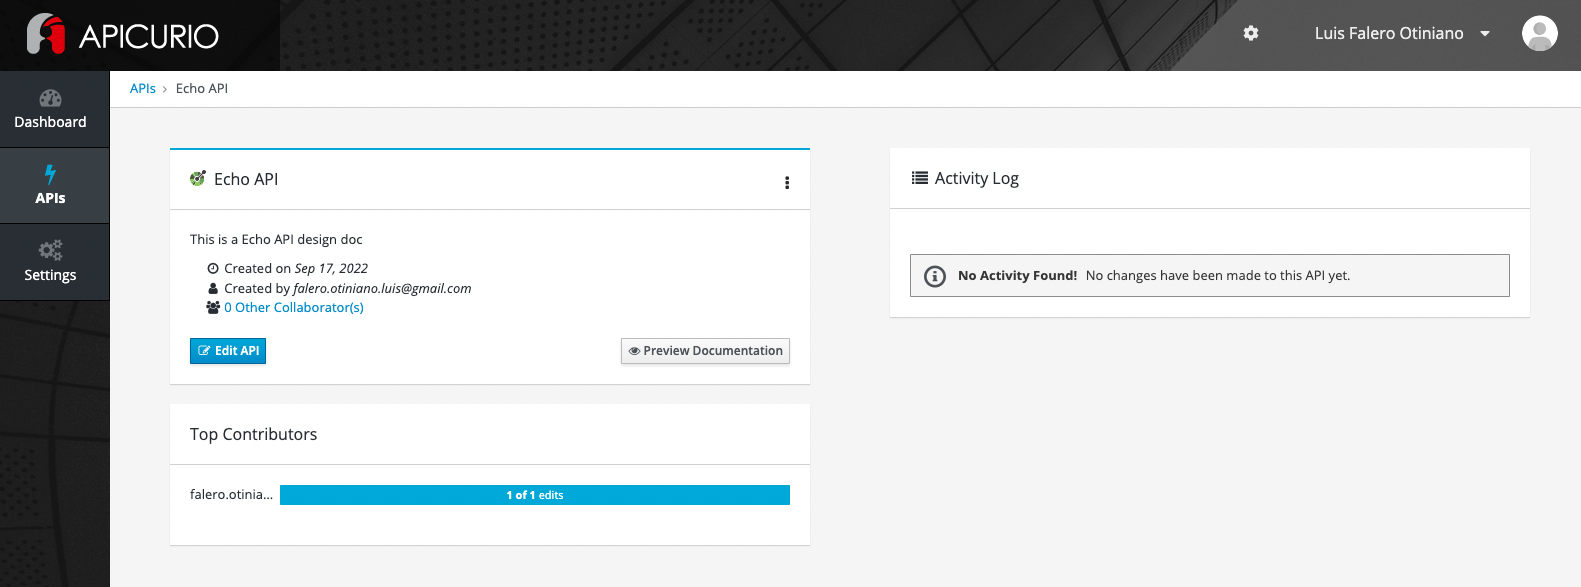 APICURIO
Luis Falero Otiniano
Dashboard
APIs
Settings
APIs › Echo API
Echo API
This is a Echo API design doc
Created on Sep 17, 2022
Created by falero.otiniano.luis@gmail.com
0 Other Collaborator(s)
Edit API
Preview Documentation
Top Contributors
falero.otinia...
1 of 1 edits
Activity Log
No Activity Found! No changes have been made to this API yet.